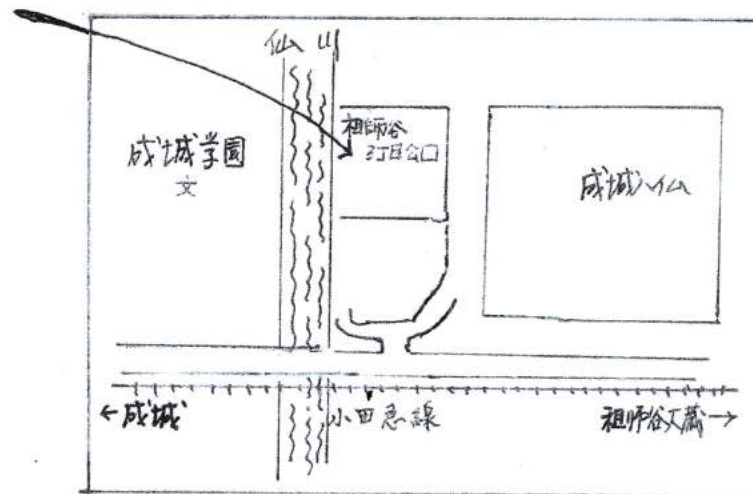 仙川
祖師谷
3丁目公口
成城学園
文
成城ハイム
←成城
小田急線
祖師谷大蔵→